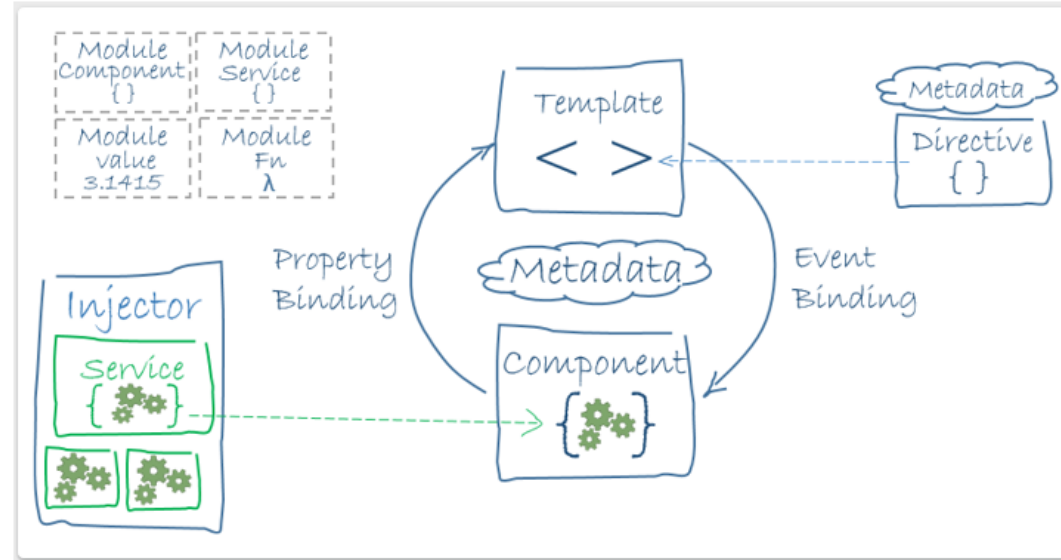 Module
Component
{ }
Module
Service
{ }
Module
value
3.1415
Module
Fn
λ
Template
< >
Metadata
Directive
{ }
Property
Binding
Metadata
Event
Binding
Injector
Service
{ }
Component
{ }